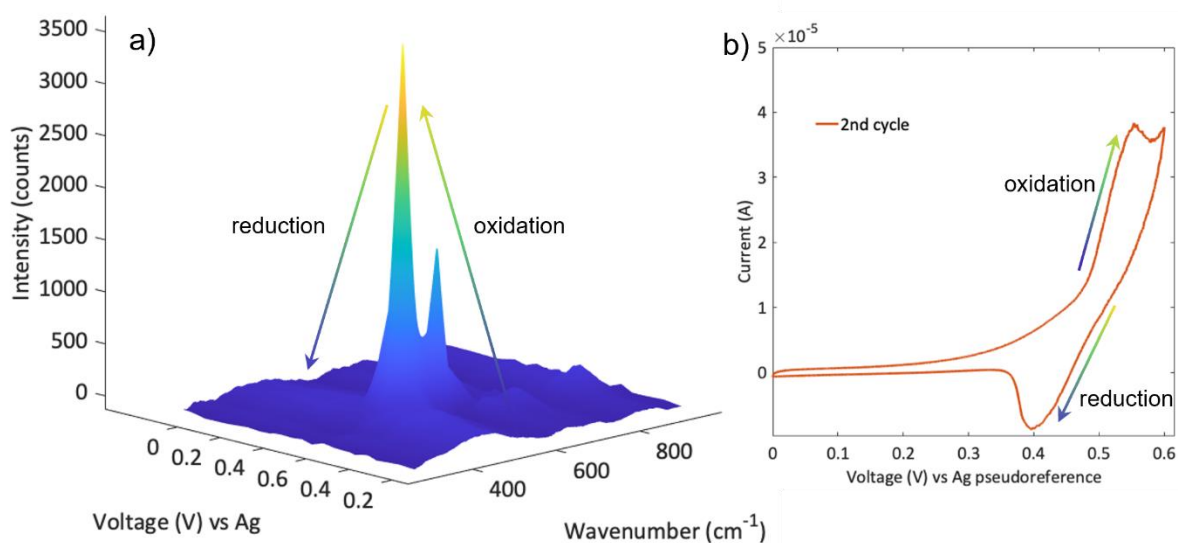 a)
3500
3000
2500
2000
1500
1000
500
0
Intensity (counts)
reduction
oxidation
0
0.2
0.4
0.6
0.4
0.2
Voltage (V) vs Ag
400
600
800
Wavenumber (cm⁻¹)
b)
×10⁻⁵
5
4
3
2
1
0
Current (A)
2nd cycle
oxidation
reduction
0
0.1
0.2
0.3
0.4
0.5
0.6
Voltage (V) vs Ag pseudoreference